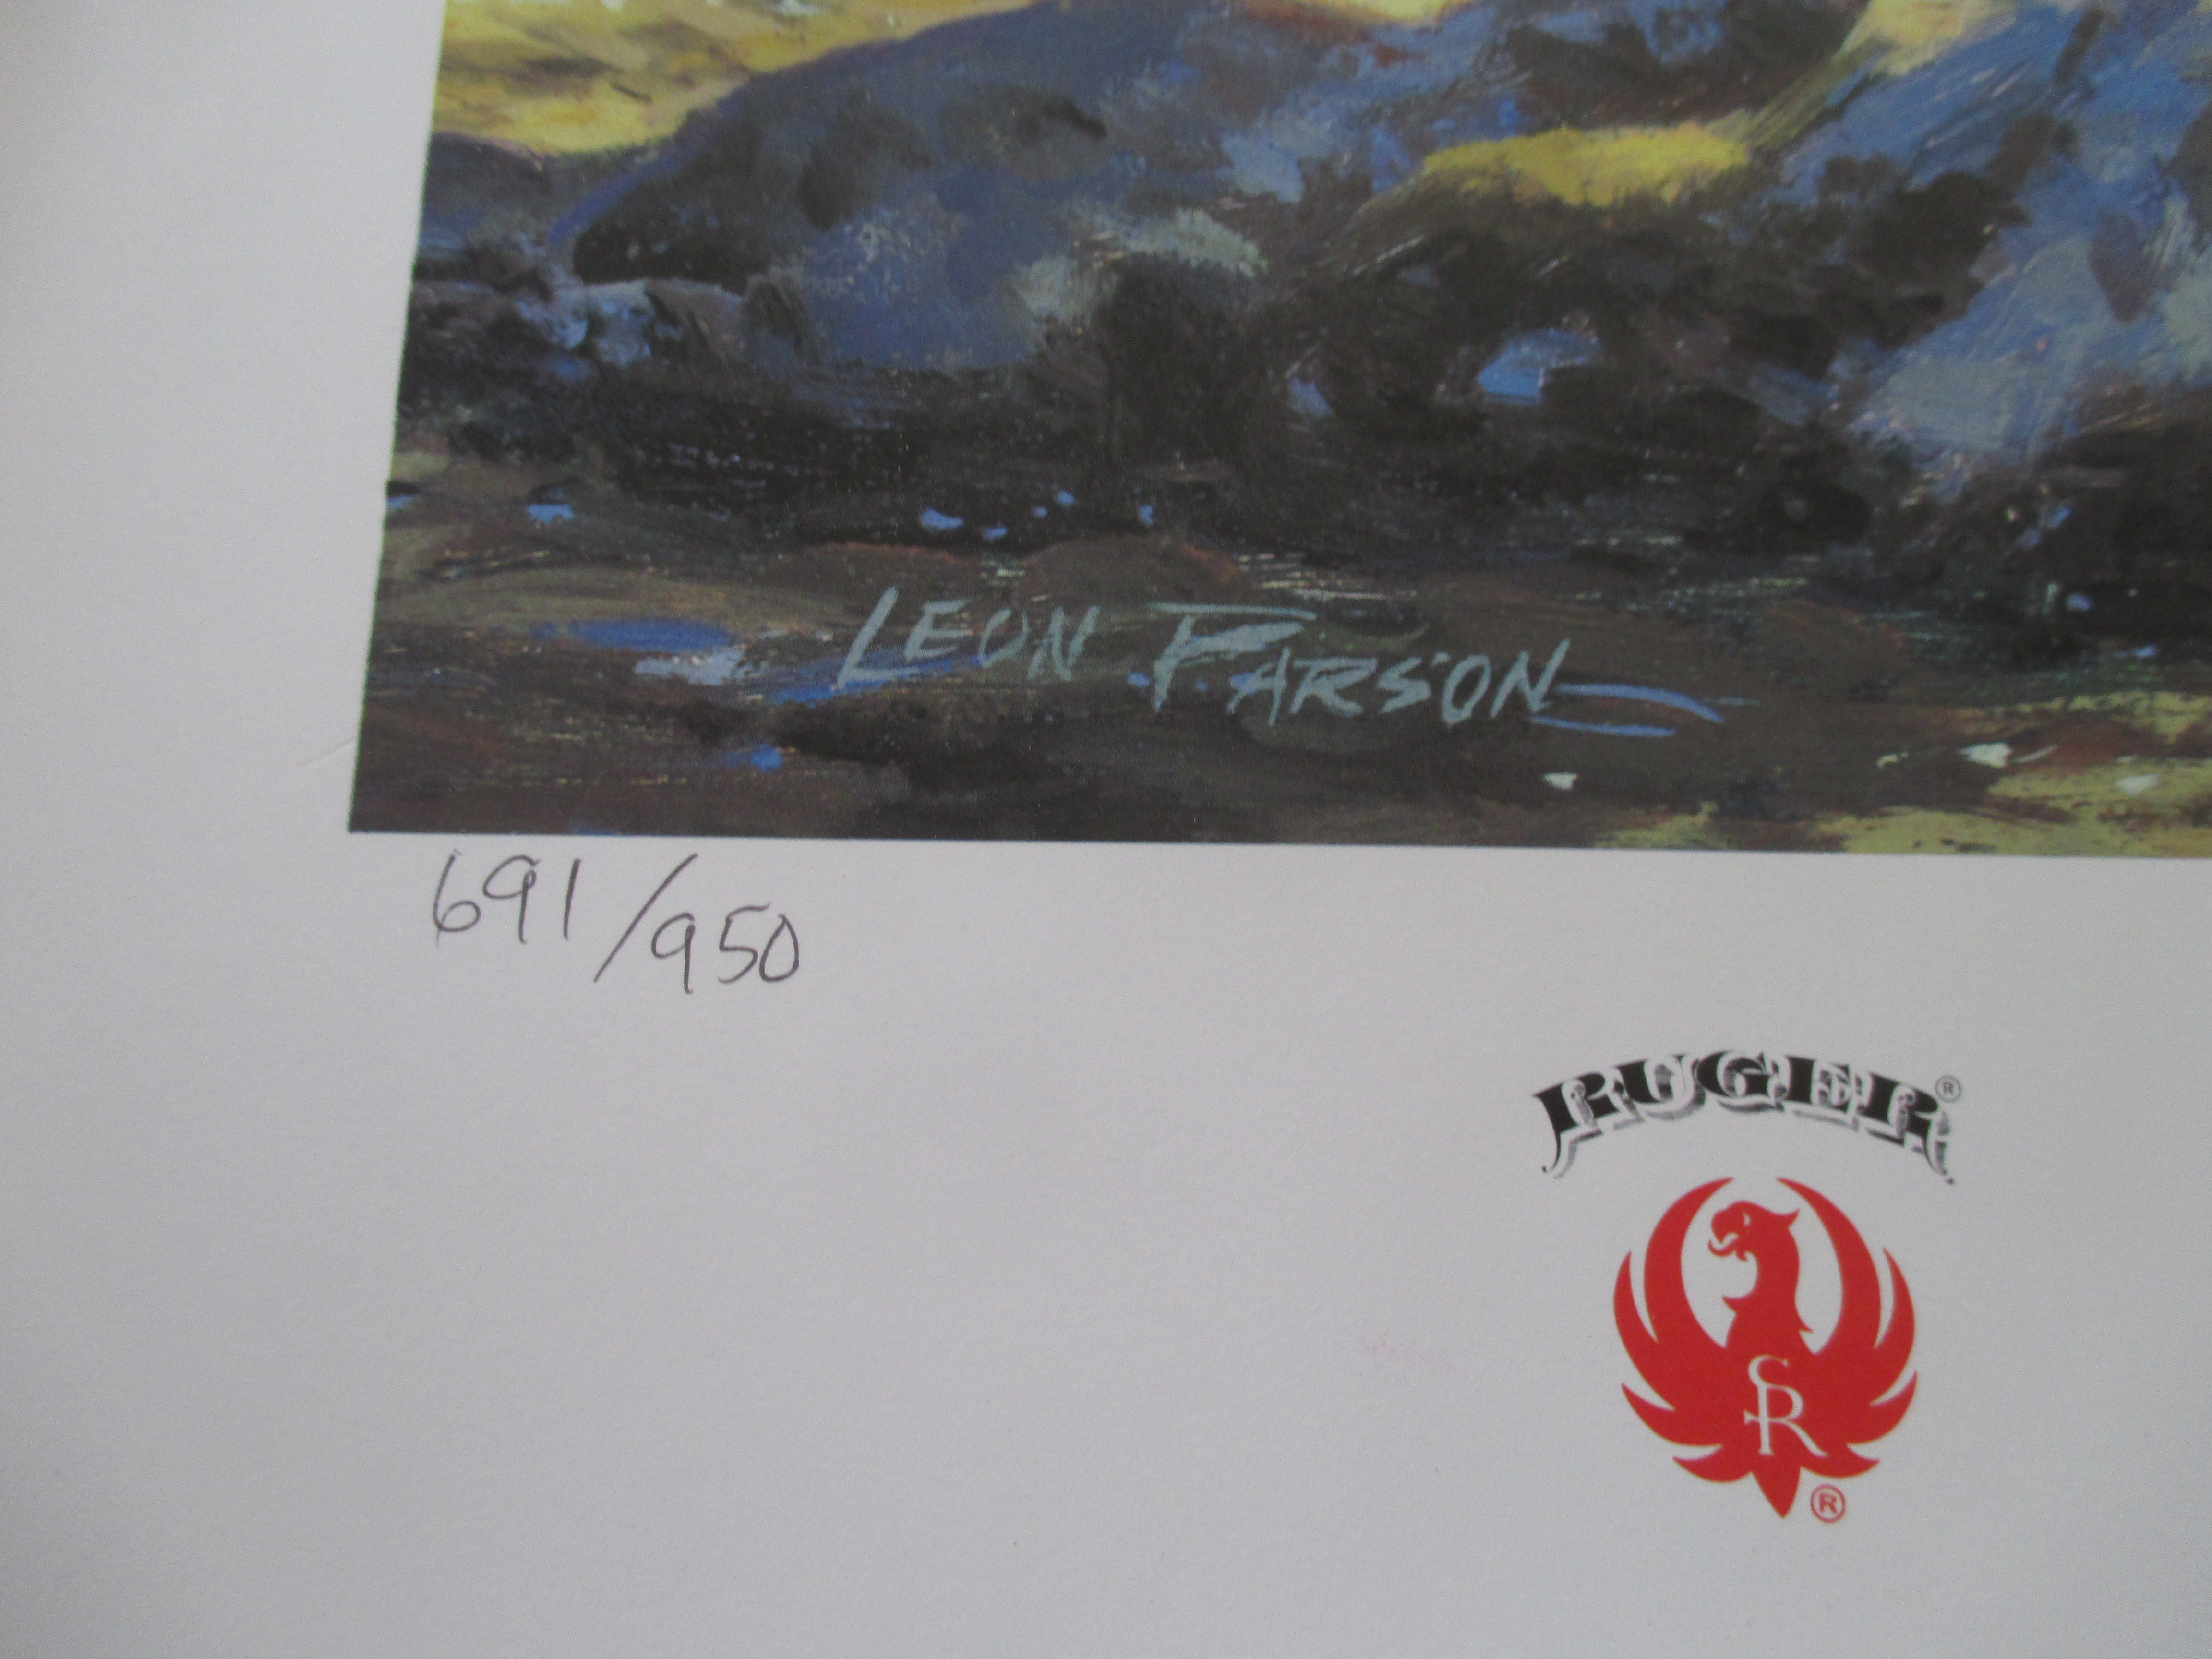 LEON PARSON
691/950
RUGER®
SR
®